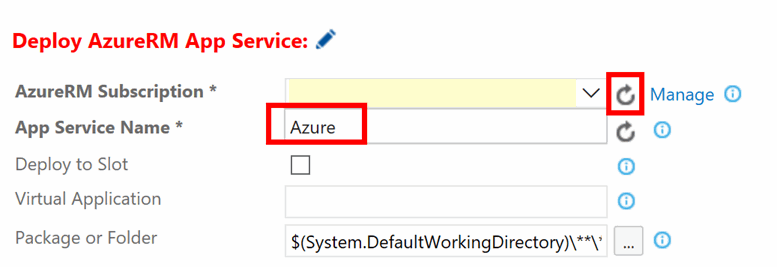 Deploy AzureRM App Service:
AzureRM Subscription * Manage
App Service Name * Azure
Deploy to Slot
Virtual Application
Package or Folder $(System.DefaultWorkingDirectory)\**\ ...